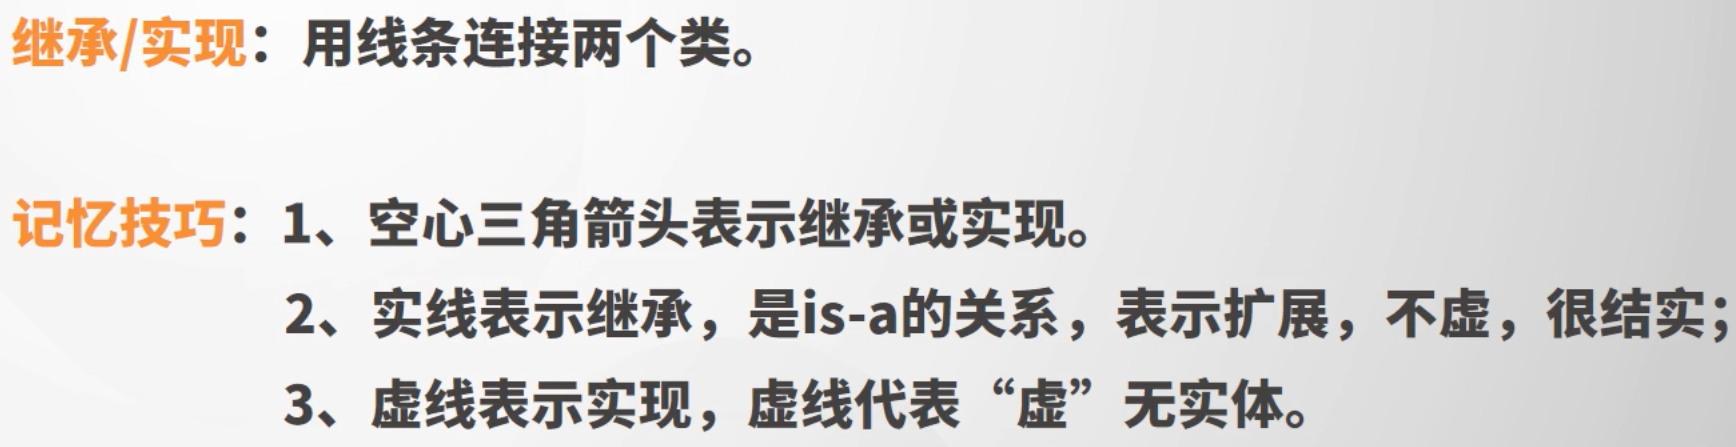 继承/实现：用线条连接两个类。
记忆技巧：1、空心三角箭头表示继承或实现。
2、实线表示继承，是is-a的关系，表示扩展，不虚，很结实；
3、虚线表示实现，虚线代表“虚”无实体。